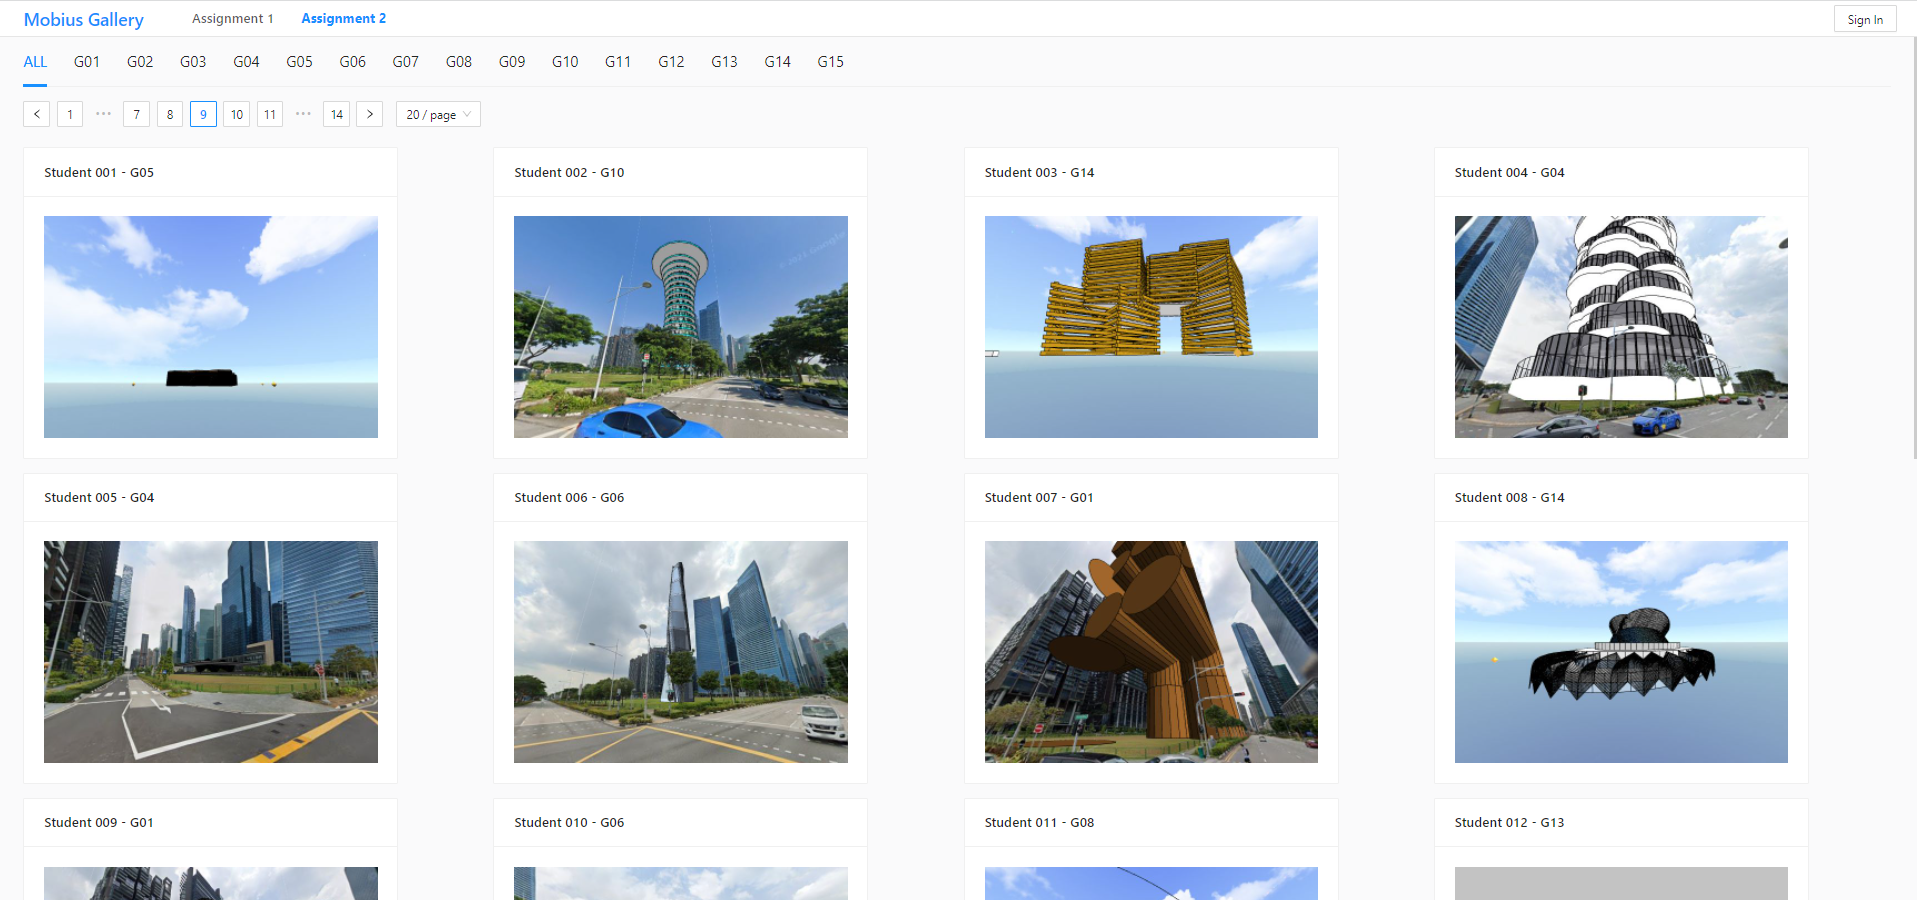 Mobius Gallery Assignment 1 Assignment 2 Sign In
ALL G01 G02 G03 G04 G05 G06 G07 G08 G09 G10 G11 G12 G13 G14 G15
< 1 ••• 7 8 9 10 11 ••• 14 > 20 / page
Student 001 - G05
Student 002 - G10
Student 003 - G14
Student 004 - G04
Student 005 - G04
Student 006 - G06
Student 007 - G01
Student 008 - G14
Student 009 - G01
Student 010 - G06
Student 011 - G08
Student 012 - G13